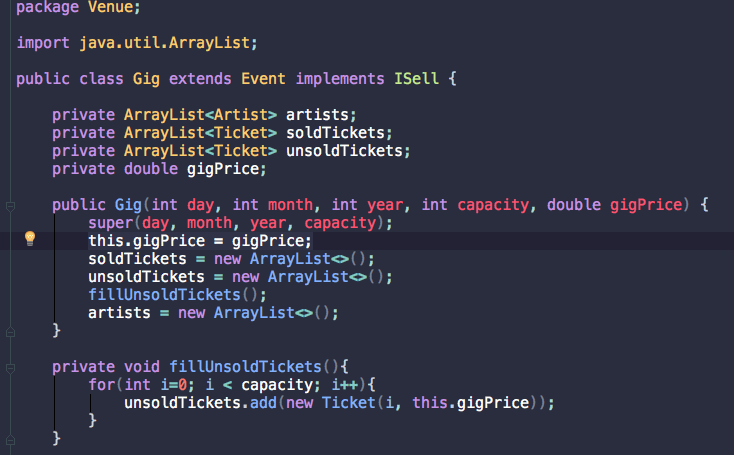 package Venue;
import java.util.ArrayList;
public class Gig extends Event implements ISell {
private ArrayList<Artist> artists;
private ArrayList<Ticket> soldTickets;
private ArrayList<Ticket> unsoldTickets;
private double gigPrice;
public Gig(int day, int month, int year, int capacity, double gigPrice) {
super(day, month, year, capacity);
this.gigPrice = gigPrice;
soldTickets = new ArrayList<>();
unsoldTickets = new ArrayList<>();
fillUnsoldTickets();
artists = new ArrayList<>();
}
private void fillUnsoldTickets(){
for(int i=0; i < capacity; i++){
unsoldTickets.add(new Ticket(i, this.gigPrice));
}
}